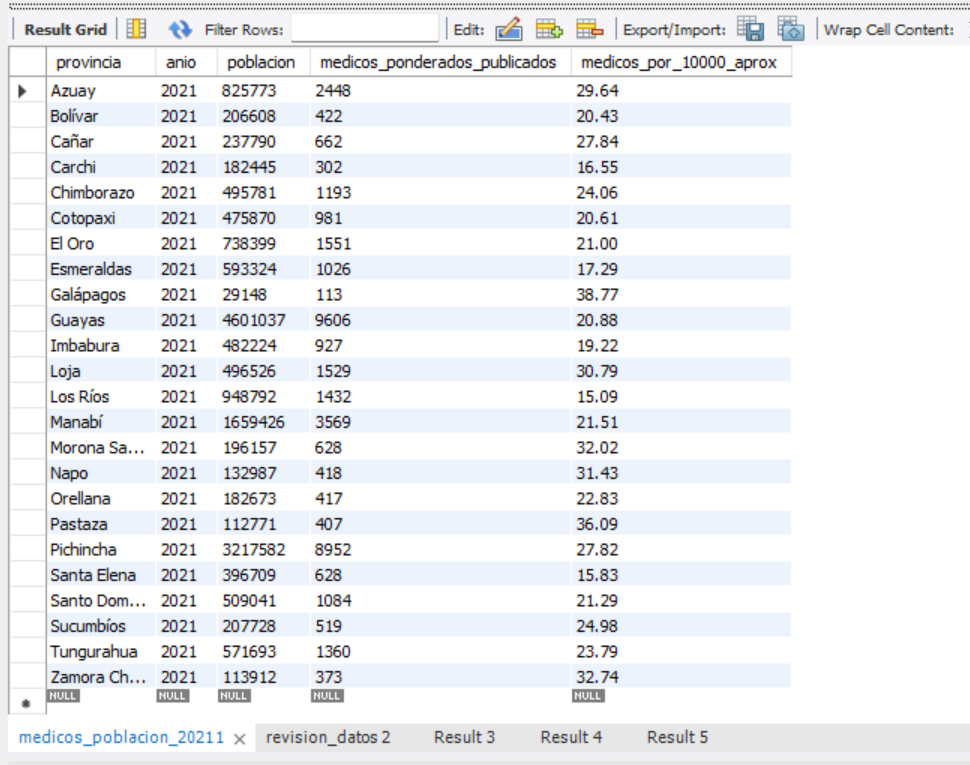 Result Grid Filter Rows: Edit: Export/Import: Wrap Cell Content:
provincia anio poblacion medicos_ponderados_publicados medicos_por_10000_aprox
Azuay 2021 825773 2448 29.64
Bolívar 2021 206608 422 20.43
Cañar 2021 237790 662 27.84
Carchi 2021 182445 302 16.55
Chimborazo 2021 495781 1193 24.06
Cotopaxi 2021 475870 981 20.61
El Oro 2021 738399 1551 21.00
Esmeraldas 2021 593324 1026 17.29
Galápagos 2021 29148 113 38.77
Guayas 2021 4601037 9606 20.88
Imbabura 2021 482224 927 19.22
Loja 2021 496526 1529 30.79
Los Ríos 2021 948792 1432 15.09
Manabí 2021 1659426 3569 21.51
Morona Sa... 2021 196157 628 32.02
Napo 2021 132987 418 31.43
Orellana 2021 182673 417 22.83
Pastaza 2021 112771 407 36.09
Pichincha 2021 3217582 8952 27.82
Santa Elena 2021 396709 628 15.83
Santo Dom... 2021 509041 1084 21.29
Sucumbíos 2021 207728 519 24.98
Tungurahua 2021 571693 1360 23.79
Zamora Ch... 2021 113912 373 32.74
NULL NULL NULL NULL NULL
medicos_poblacion_20211 revision_datos 2 Result 3 Result 4 Result 5